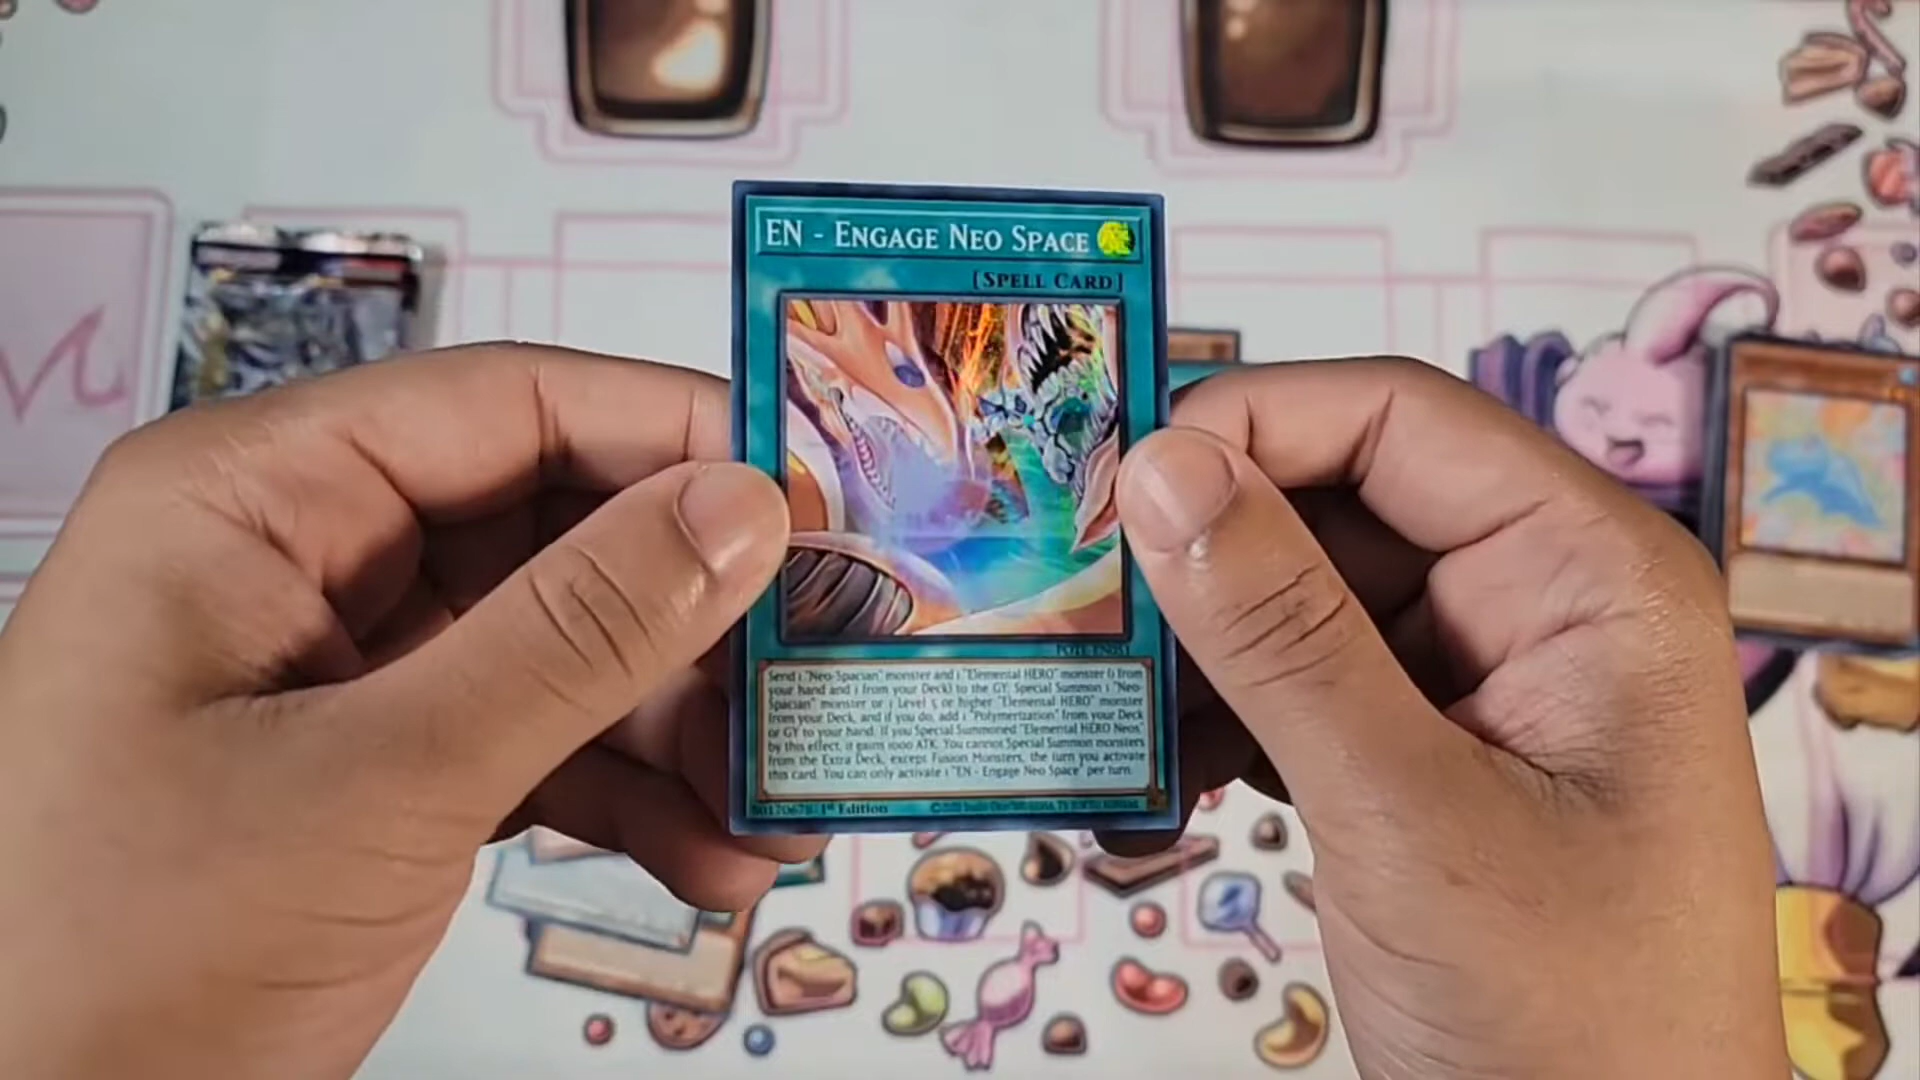 EN - ENGAGE NEO SPACE
[SPELL CARD]
POTE-EN051
Send 1 "Neo-Spacian" monster and 1 "Elemental HERO" monster (1 from
your hand and 1 from your Deck) to the GY; Special Summon 1 "Neo-
Spacian" monster or 1 Level 5 or higher "Elemental HERO" monster
from your Deck, and if you do, add 1 "Polymerization" from your Deck
or GY to your hand. If you Special Summoned "Elemental HERO Neos"
by this effect, it gains 1000 ATK. You cannot Special Summon monsters
from the Extra Deck, except Fusion Monsters, the turn you activate
this card. You can only activate 1 "EN - Engage Neo Space" per turn.
1st Edition